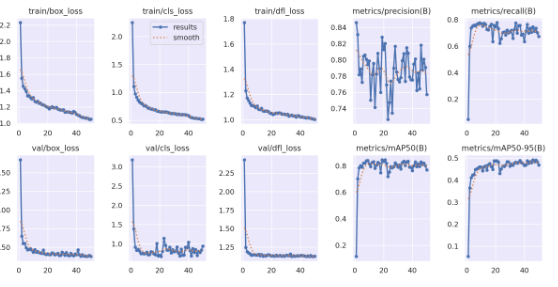 train/box_loss
train/cls_loss
train/dfl_loss
metrics/precision(B)
metrics/recall(B)
2.2
2.0
1.8
1.6
1.4
1.2
1.0
0 20 40
2.0
1.5
1.0
0.5
results
smooth
0 20 40
1.8
1.6
1.4
1.2
1.0
0 20 40
0.84
0.82
0.80
0.78
0.76
0.74
0 20 40
0.8
0.6
0.4
0.2
0 20 40
val/box_loss
val/cls_loss
val/dfl_loss
metrics/mAP50(B)
metrics/mAP50-95(B)
.50
.25
.00
.75
.50
0 20 40
3.0
2.5
2.0
1.5
1.0
0 20 40
2.25
2.00
1.75
1.50
1.25
0 20 40
0.8
0.6
0.4
0.2
0 20 40
0.5
0.4
0.3
0.2
0.1
0 20 40